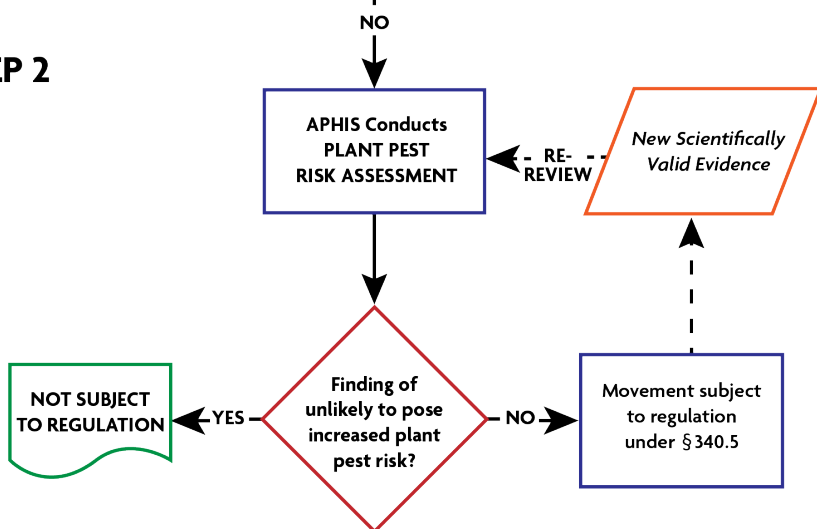 NO
EP 2
APHIS Conducts
PLANT PEST
RISK ASSESSMENT
RE-
REVIEW
New Scientifically
Valid Evidence
NOT SUBJECT
TO REGULATION
YES
Finding of
unlikely to pose
increased plant
pest risk?
NO
Movement subject
to regulation
under §340.5